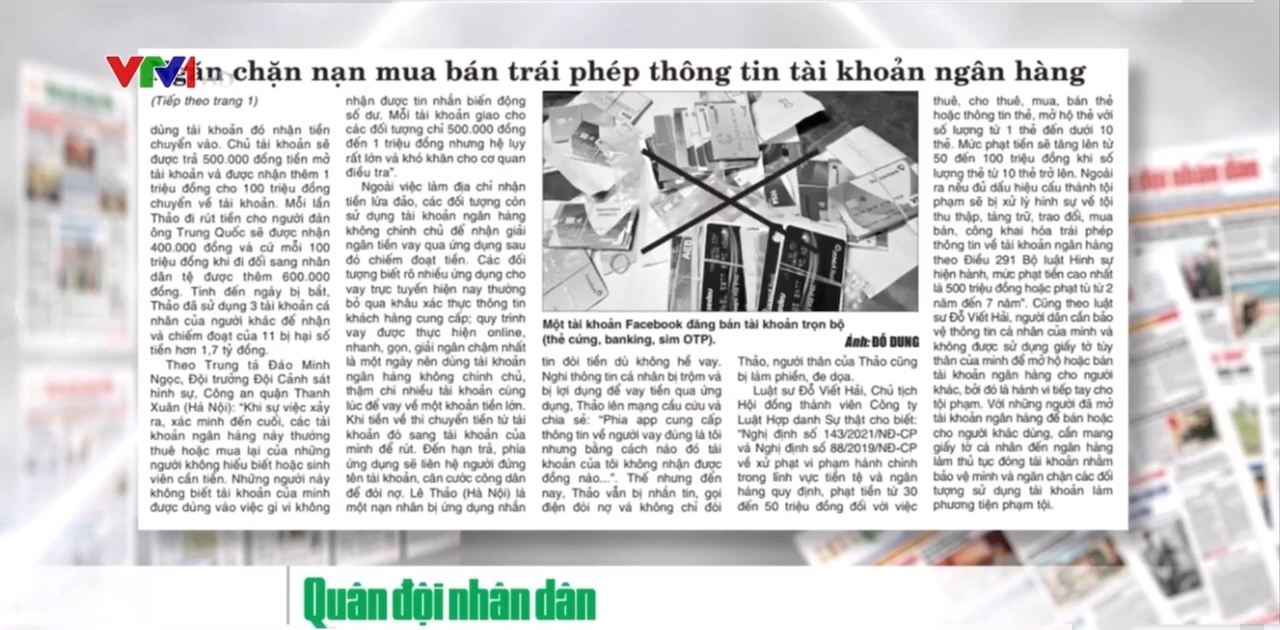 VTV1
Ngăn chặn nạn mua bán trái phép thông tin tài khoản ngân hàng
(Tiếp theo trang 1)
dùng tài khoản đó nhận tiền
chuyển vào. Chủ tài khoản sẽ
được trả 500.000 đồng tiền mở
tài khoản và được nhận thêm 1
triệu đồng cho 100 triệu đồng
chuyển về tài khoản. Mỗi lần
Thảo đi rút tiền cho người đàn
ông Trung Quốc sẽ được nhận
400.000 đồng và cứ mỗi 100
triệu đồng khi đi đổi sang nhân
dân tệ được thêm 600.000
đồng. Tính đến ngày bị bắt,
Thảo đã sử dụng 3 tài khoản cá
nhân của người khác để nhận
và chiếm đoạt của 11 bị hại số
tiền hơn 1,7 tỷ đồng.
Theo Trung tá Đào Minh
Ngọc, Đội trưởng Đội Cảnh sát
hình sự, Công an quận Thanh
Xuân (Hà Nội): "Khi sự việc xảy
ra, xác minh đến cuối, các tài
khoản ngân hàng này thường
thuê hoặc mua lại của những
người không hiểu biết hoặc sinh
viên cần tiền. Những người này
không biết tài khoản của mình
được dùng vào việc gì vì không
nhận được tin nhắn biến động
số dư. Mỗi tài khoản giao cho
các đối tượng chỉ 500.000 đồng
đến 1 triệu đồng nhưng hệ lụy
rất lớn và khó khăn cho cơ quan
điều tra".
Ngoài việc làm địa chỉ nhận
tiền lừa đảo, các đối tượng còn
sử dụng tài khoản ngân hàng
không chính chủ để nhận giải
ngân tiền vay qua ứng dụng sau
đó chiếm đoạt tiền. Các đối
tượng biết rõ nhiều ứng dụng cho
vay trực tuyến hiện nay thường
bỏ qua khâu xác thực thông tin
khách hàng cung cấp; quy trình
vay được thực hiện online,
nhanh, gọn, giải ngân chậm nhất
là một ngày nên dùng tài khoản
ngân hàng không chính chủ,
thậm chí nhiều tài khoản cùng
lúc để vay về một khoản tiền lớn.
Khi tiền về thì chuyển tiền từ tài
khoản đó sang tài khoản của
mình để rút. Đến hạn trả, phía
ứng dụng sẽ liên hệ người đứng
tên tài khoản, căn cước công dân
để đòi nợ. Lê Thảo (Hà Nội) là
một nạn nhân bị ứng dụng nhắn
Một tài khoản Facebook đăng bán tài khoản trọn bộ
(thẻ cứng, banking, sim OTP).
Ảnh: ĐỖ DUNG
tin đòi tiền dù không hề vay.
Nghi thông tin cá nhân bị trộm và
bị lợi dụng để vay tiền qua ứng
dụng, Thảo lên mạng cầu cứu và
chia sẻ: "Phía app cung cấp
thông tin về người vay đúng là tôi
nhưng bằng cách nào đó tài
khoản của tôi không nhận được
đồng nào...". Thế nhưng đến
nay, Thảo vẫn bị nhắn tin, gọi
điện đòi nợ và không chỉ đòi
Thảo, người thân của Thảo cũng
bị làm phiền, đe dọa.
Luật sư Đỗ Viết Hải, Chủ tịch
Hội đồng thành viên Công ty
Luật Hợp danh Sự thật cho biết:
"Nghị định số 143/2021/NĐ-CP
và Nghị định số 88/2019/NĐ-CP
về xử phạt vi phạm hành chính
trong lĩnh vực tiền tệ và ngân
hàng quy định, phạt tiền từ 30
đến 50 triệu đồng đối với việc
thuê, cho thuê, mua, bán thẻ
hoặc thông tin thẻ, mở hộ thẻ với
số lượng từ 1 thẻ đến dưới 10
thẻ. Mức phạt tiền sẽ tăng lên từ
50 đến 100 triệu đồng khi số
lượng thẻ từ 10 thẻ trở lên. Ngoài
ra nếu đủ dấu hiệu cấu thành tội
phạm sẽ bị xử lý hình sự về tội
thu thập, tàng trữ, trao đổi, mua
bán, công khai hóa trái phép
thông tin về tài khoản ngân hàng
theo Điều 291 Bộ luật Hình sự
hiện hành, mức phạt tiền cao nhất
là 500 triệu đồng hoặc phạt tù từ 2
năm đến 7 năm". Cũng theo luật
sư Đỗ Viết Hải, người dân cần bảo
vệ thông tin cá nhân của mình và
không được sử dụng giấy tờ tùy
thân của mình để mở hộ hoặc bán
tài khoản ngân hàng cho người
khác, bởi đó là hành vi tiếp tay cho
tội phạm. Với những người đã mở
tài khoản ngân hàng để bán hoặc
cho người khác dùng, cần mang
giấy tờ cá nhân đến ngân hàng
làm thủ tục đóng tài khoản nhằm
bảo vệ mình và ngăn chặn các đối
tượng sử dụng tài khoản làm
phương tiện phạm tội.
Quân đội nhân dân